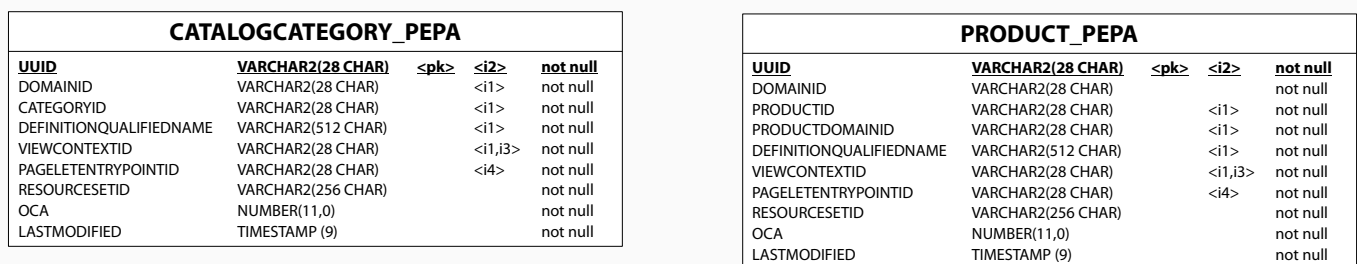 CATALOGCATEGORY_PEPA
UUID VARCHAR2(28 CHAR) <pk> <i2> not null
DOMAINID VARCHAR2(28 CHAR) <i1> not null
CATEGORYID VARCHAR2(28 CHAR) <i1> not null
DEFINITIONQUALIFIEDNAME VARCHAR2(512 CHAR) <i1> not null
VIEWCONTEXTID VARCHAR2(28 CHAR) <i1,i3> not null
PAGELETENTRYPOINTID VARCHAR2(28 CHAR) <i4> not null
RESOURCESETID VARCHAR2(256 CHAR) not null
OCA NUMBER(11,0) not null
LASTMODIFIED TIMESTAMP (9) not null
PRODUCT_PEPA
UUID VARCHAR2(28 CHAR) <pk> <i2> not null
DOMAINID VARCHAR2(28 CHAR) not null
PRODUCTID VARCHAR2(28 CHAR) <i1> not null
PRODUCTDOMAINID VARCHAR2(28 CHAR) <i1> not null
DEFINITIONQUALIFIEDNAME VARCHAR2(512 CHAR) <i1> not null
VIEWCONTEXTID VARCHAR2(28 CHAR) <i1,i3> not null
PAGELETENTRYPOINTID VARCHAR2(28 CHAR) <i4> not null
RESOURCESETID VARCHAR2(256 CHAR) not null
OCA NUMBER(11,0) not null
LASTMODIFIED TIMESTAMP (9) not null